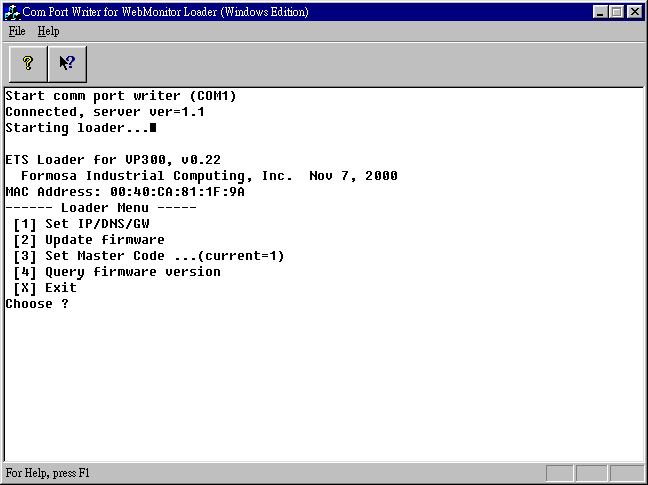 Com Port Writer for WebMonitor Loader (Windows Edition)
File Help
Start comm port writer (COM1)
Connected, server ver=1.1
Starting loader...
ETS Loader for VP300, v0.22
Formosa Industrial Computing, Inc.  Nov 7, 2000
MAC Address: 00:40:CA:81:1F:9A
------ Loader Menu -----
[1] Set IP/DNS/GW
[2] Update firmware
[3] Set Master Code ...(current=1)
[4] Query firmware version
[X] Exit
Choose ?
For Help, press F1